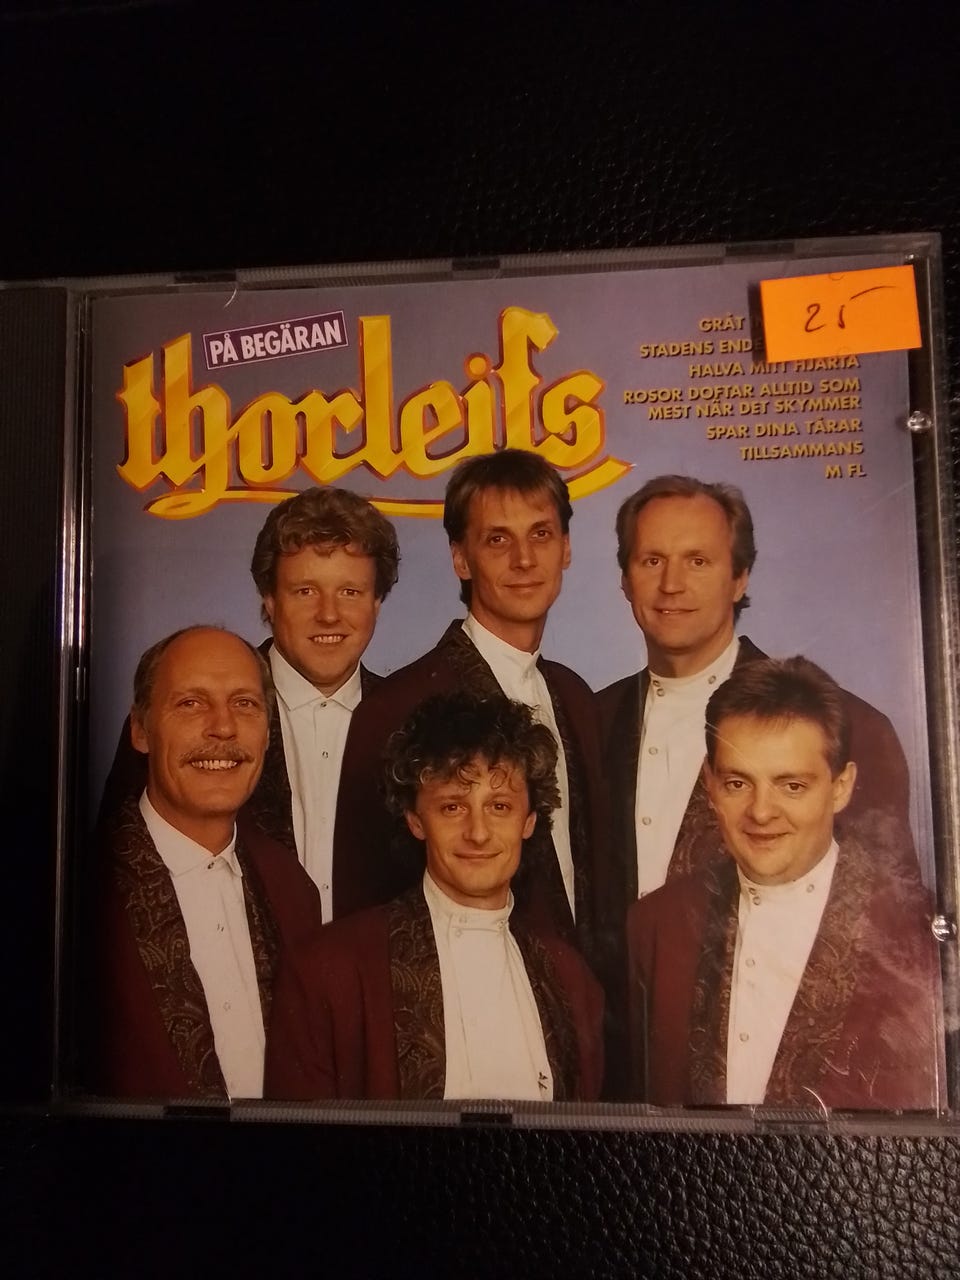 PÅ BEGÄRAN
thorleifs
25
GRÅT
STADENS ENDE
HALVA MITT HJÄRTA
ROSOR DOFTAR ALLTID SOM
MEST NÄR DET SKYMMER
SPAR DINA TÅRAR
TILLSAMMANS
M FL